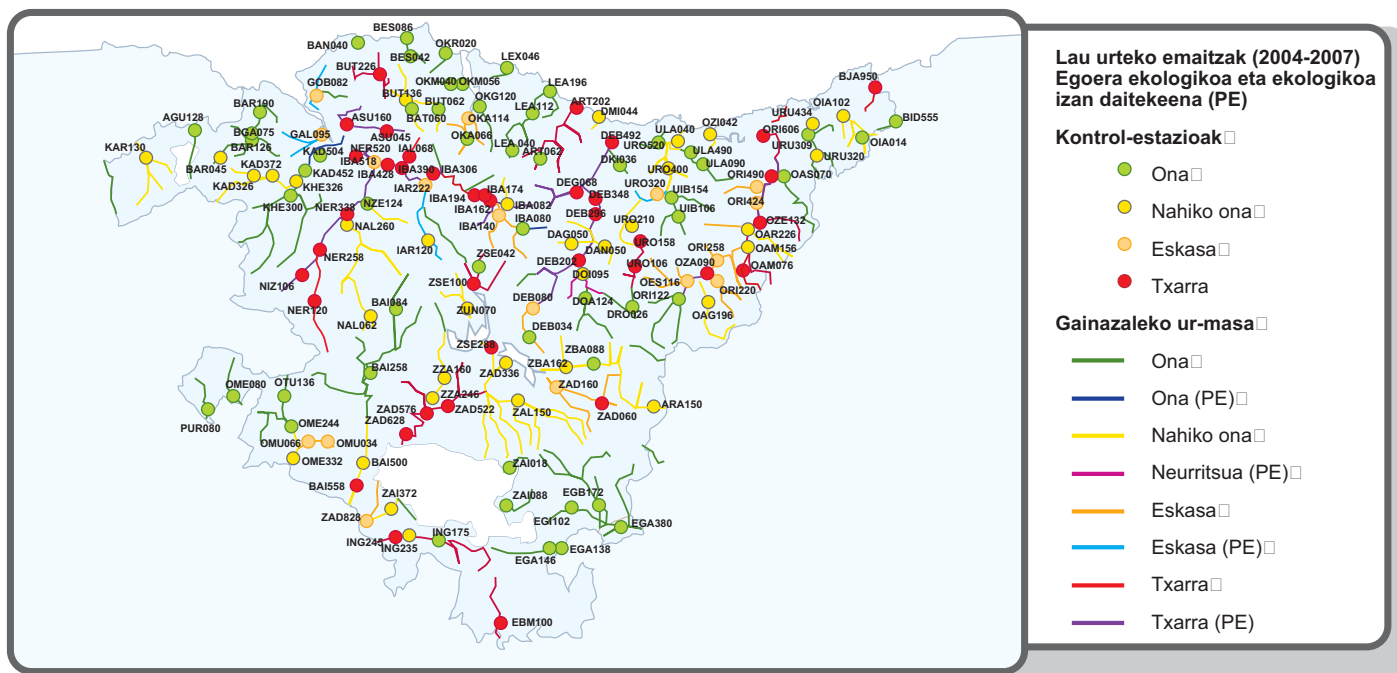 BES086
BAN040
BES042
OKR020
LEX046
BUT226
GOB082
OKM040
OKM056
LEA196
BJA950
BUT136
BUT062
OKG120
LEA112
ART202
DMI044
OIA102
BAR190
AGU128
BAT060
OKA114
URU434
BID555
ASU160
BGA075
GAL095
ASU045
OKA066
DEB492
ULA040
OZI042
ORI606
OIA014
KAR130
BAR126
KAD504
NER520
IAL068
LEA 040
ART062
URO520
ULA490
URU309
URU320
BAR045
KAD372
KAD452
IBA518
IBA428
IBA390
IBA306
DKI036
URO400
ULA090
ORI490
OAS070
KAD326
KHE326
IAR222
IBA174
DEG068
URO320
UIB154
KHE300
NER338
NZE124
IBA194
IBA162
IBA082
DEB348
DEB296
UIB106
ORI424
NAL260
IBA140
IBA080
URO210
OZE132
OAR226
IAR120
DAG050
DAN050
URO158
ORI258
OAM156
NER258
ZSE042
DEB202
DOI095
URO106
OZA090
OAM076
NIZ106
ZSE100
OES116
ORI220
NER120
BAI084
ZUN070
DEB080
DOA124
DRO026
ORI122
OAG196
NAL062
DEB034
ZSE288
ZBA088
ZAD336
ZBA162
BAI258
ZZA160
ZAD160
OME080
OTU136
ZZA246
ZAD576
ZAD522
ZAL150
ZAD060
ARA150
PUR080
OME244
ZAD628
OMU066
OMU034
OME332
BAI500
ZAI018
BAI558
ZAI372
ZAI088
EGB172
ZAD828
EGI102
EGA380
ING245
ING235
ING175
EGA146
EGA138
EBM100
Lau urteko emaitzak (2004-2007)
Egoera ekologikoa eta ekologikoa
izan daitekeena (PE)
Kontrol-estazioak
Ona
Nahiko ona
Eskasa
Txarra
Gainazaleko ur-masa
Ona
Ona (PE)
Nahiko ona
Neurritsua (PE)
Eskasa
Eskasa (PE)
Txarra
Txarra (PE)